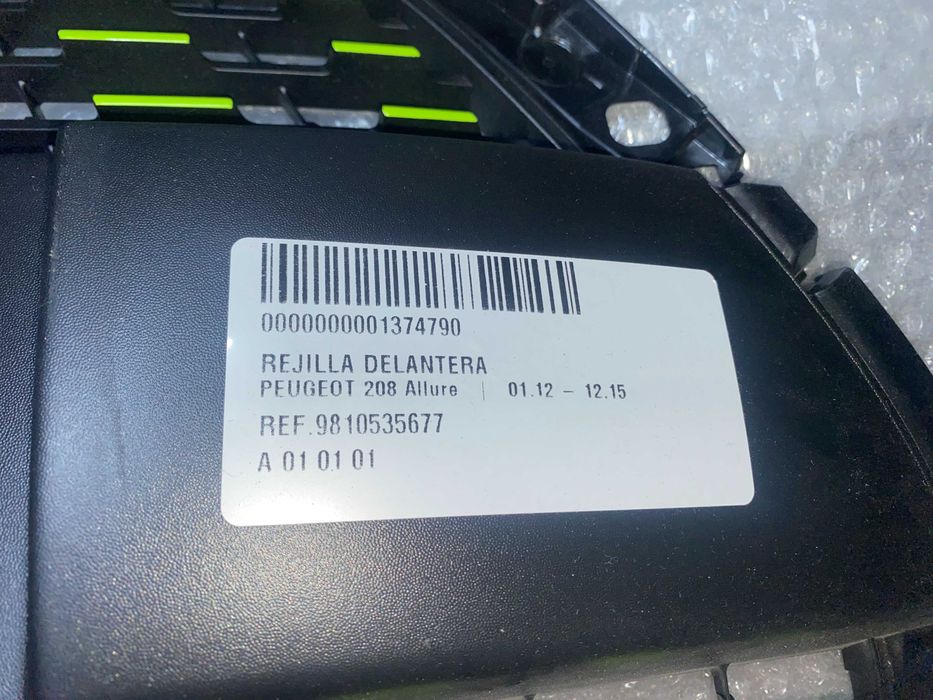 0000000001374790
REJILLA DELANTERA
PEUGEOT 208 Allure | 01.12 – 12.15
REF.9810535677
A 01 01 01